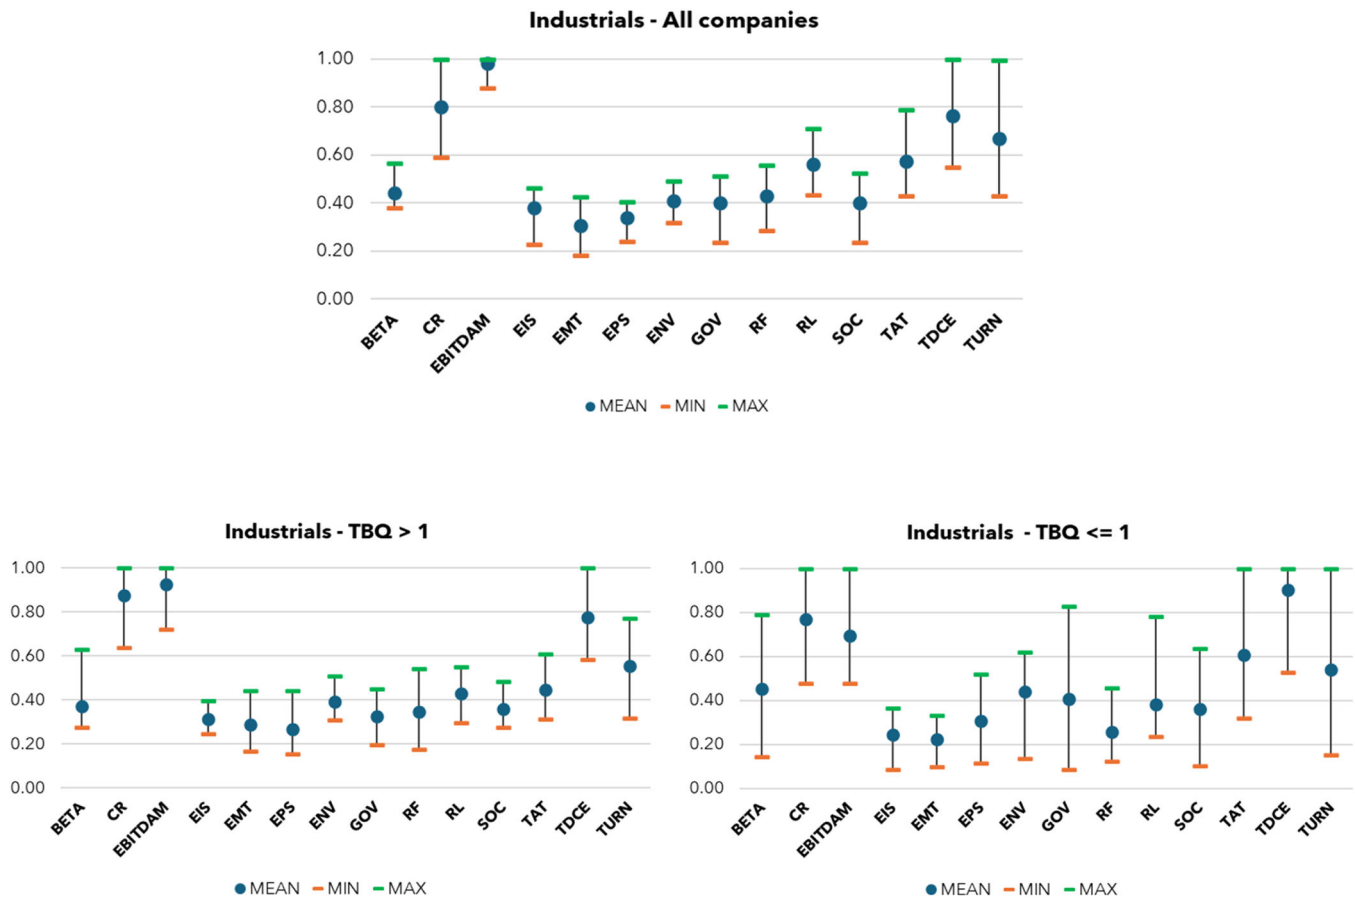 Industrials - All companies
1.00
0.80
0.60
0.40
0.20
0.00
BETA CR EBITDAM EIS EMT EPS ENV GOV RF RL SOC TAT TDCE TURN
MEAN MIN MAX
Industrials - TBQ > 1
1.00
0.80
0.60
0.40
0.20
0.00
BETA CR EBITDAM EIS EMT EPS ENV GOV RF RL SOC TAT TDCE TURN
MEAN MIN MAX
Industrials - TBQ <= 1
1.00
0.80
0.60
0.40
0.20
0.00
BETA CR EBITDAM EIS EMT EPS ENV GOV RF RL SOC TAT TDCE TURN
MEAN MIN MAX